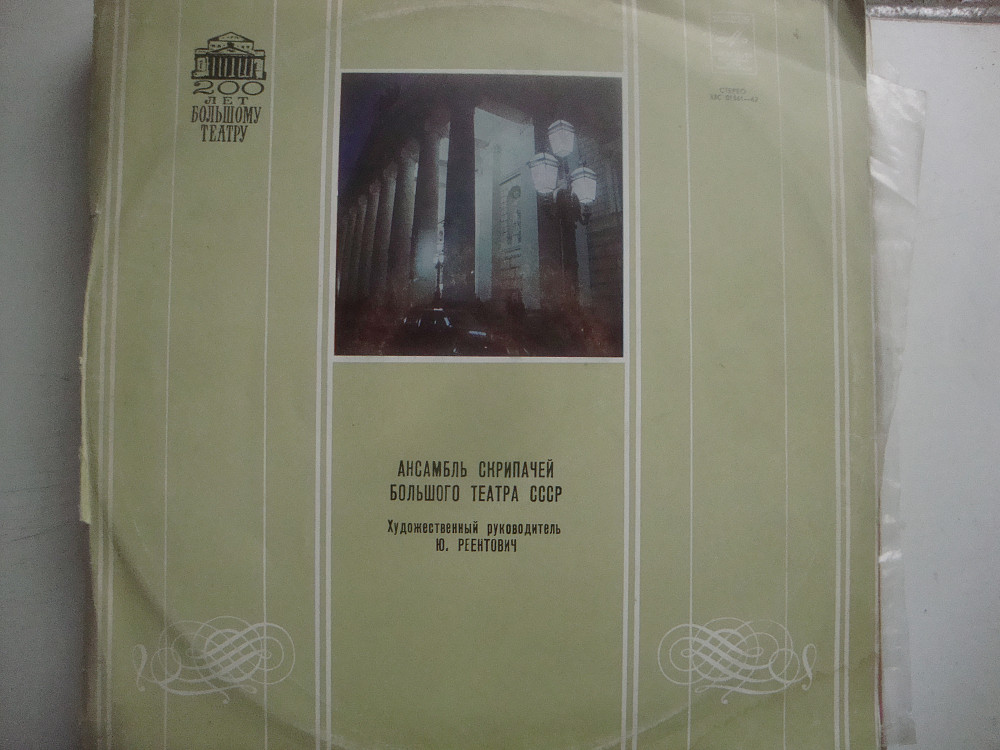 200
ЛЕТ
БОЛЬШОМУ
ТЕАТРУ
СТЕРЕО
АНСАМБЛЬ СКРИПАЧЕЙ
БОЛЬШОГО ТЕАТРА СССР
Художественный руководитель
Ю. РЕЕНТОВИЧ